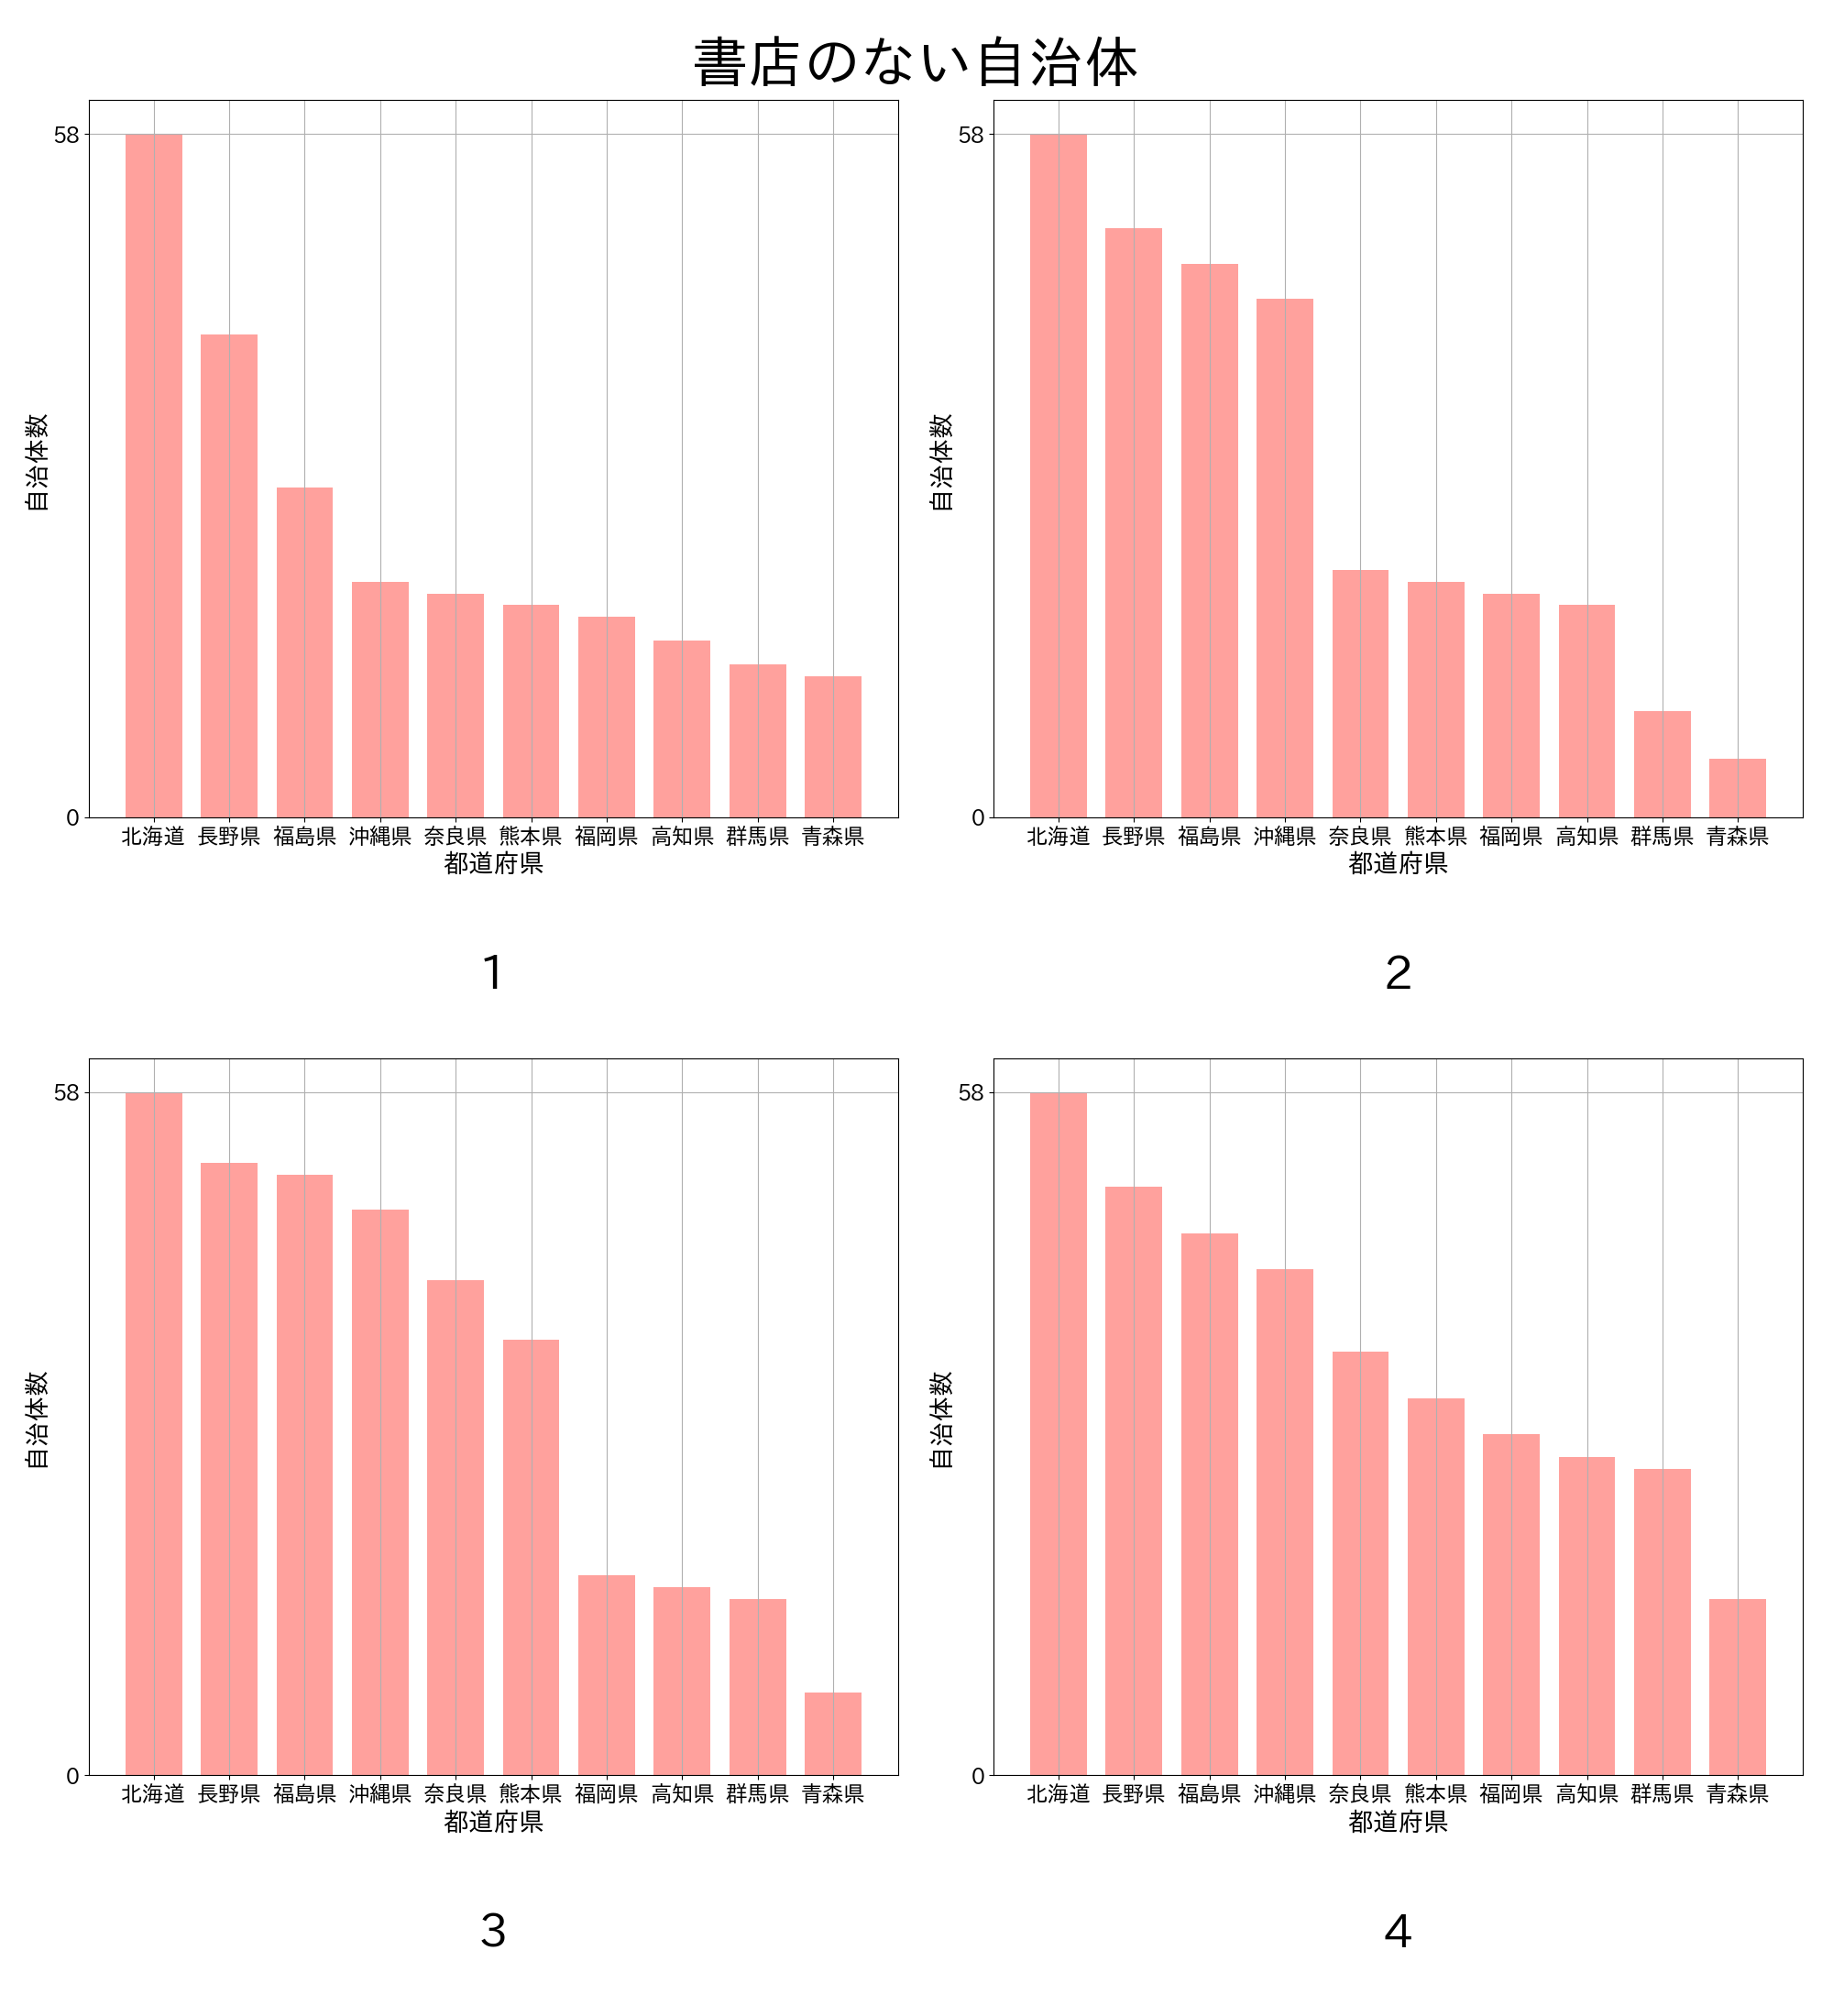 書店のない自治体
58
0
自治体数
北海道 長野県 福島県 沖縄県 奈良県 熊本県 福岡県 高知県 群馬県 青森県
都道府県
1
58
0
自治体数
北海道 長野県 福島県 沖縄県 奈良県 熊本県 福岡県 高知県 群馬県 青森県
都道府県
2
58
0
自治体数
北海道 長野県 福島県 沖縄県 奈良県 熊本県 福岡県 高知県 群馬県 青森県
都道府県
3
58
0
自治体数
北海道 長野県 福島県 沖縄県 奈良県 熊本県 福岡県 高知県 群馬県 青森県
都道府県
4